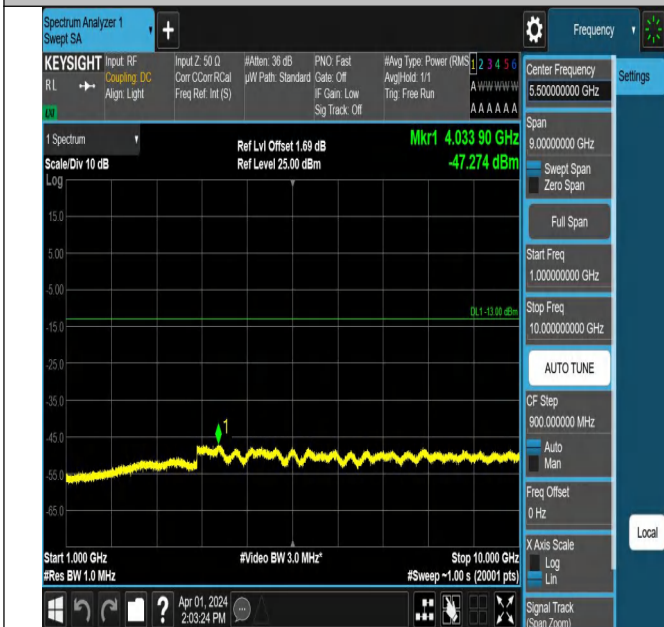 Spectrum Analyzer 1
Swept SA
+
Frequency
KEYSIGHT
RL
LXI
Input: RF
Coupling: DC
Align: Light
Input Z: 50 Ω
Corr CCorr RCal
Freq Ref: Int (S)
#Atten: 36 dB
µW Path: Standard
PNO: Fast
Gate: Off
IF Gain: Low
Sig Track: Off
#Avg Type: Power (RMS
Avg|Hold: 1/1
Trig: Free Run
1 2 3 4 5 6
A W W W W W
A A A A A A
1 Spectrum
Scale/Div 10 dB
Log
Ref Lvl Offset 1.69 dB
Ref Level 25.00 dBm
Mkr1 4.033 90 GHz
-47.274 dBm
15.0
5.00
-5.00
DL1 -13.00 dBm
-15.0
-25.0
-35.0
-45.0
1
-55.0
-65.0
Start 1.000 GHz
#Res BW 1.0 MHz
#Video BW 3.0 MHz*
Stop 10.000 GHz
#Sweep ~1.00 s (20001 pts)
?
Apr 01, 2024
2:03:24 PM
Center Frequency
5.500000000 GHz
Settings
Span
9.00000000 GHz
Swept Span
Zero Span
Full Span
Start Freq
1.000000000 GHz
Stop Freq
10.000000000 GHz
AUTO TUNE
CF Step
900.000000 MHz
Auto
Man
Freq Offset
0 Hz
Local
X Axis Scale
Log
Lin
Signal Track
(Span Zoom)